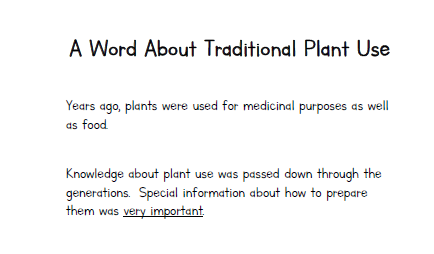 A Word About Traditional Plant Use
Years ago, plants were used for medicinal purposes as well
as food.
Knowledge about plant use was passed down through the
generations.  Special information about how to prepare
them was very important.